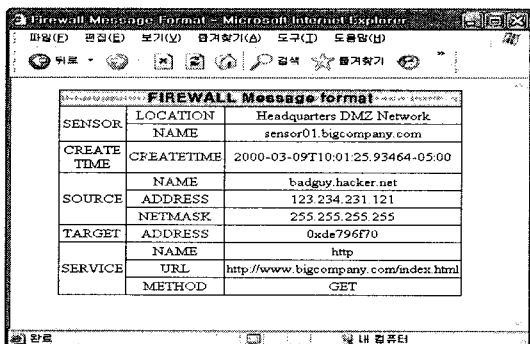 Firewall Message Format - Microsoft Internet Explorer
파일(F) 편집(E) 보기(V) 즐겨찾기(A) 도구(T) 도움말(H)
뒤로 검색 즐겨찾기
FIREWALL Message format
SENSOR LOCATION Headquarters DMZ Network
NAME sensor01.bigcompany.com
CREATE TIME CREATETIME 2000-03-09T10:01:25.93464-05:00
SOURCE NAME badguy.hacker.net
ADDRESS 123.234.231.121
NETMASK 255.255.255.255
TARGET ADDRESS 0xde796f70
SERVICE NAME http
URL http://www.bigcompany.com/index.html
METHOD GET
완료 내 컴퓨터